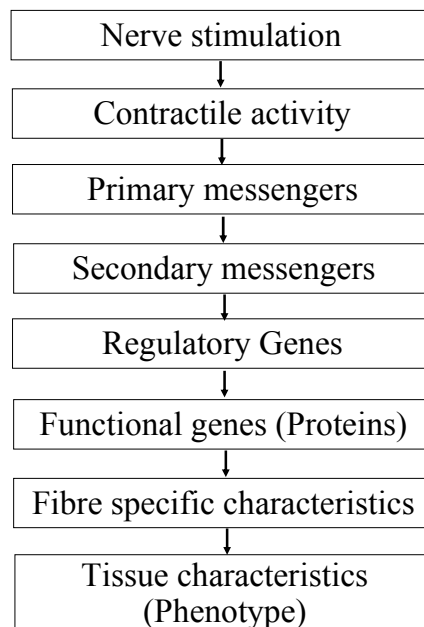 Nerve stimulation
Contractile activity
Primary messengers
Secondary messengers
Regulatory Genes
Functional genes (Proteins)
Fibre specific characteristics
Tissue characteristics
(Phenotype)